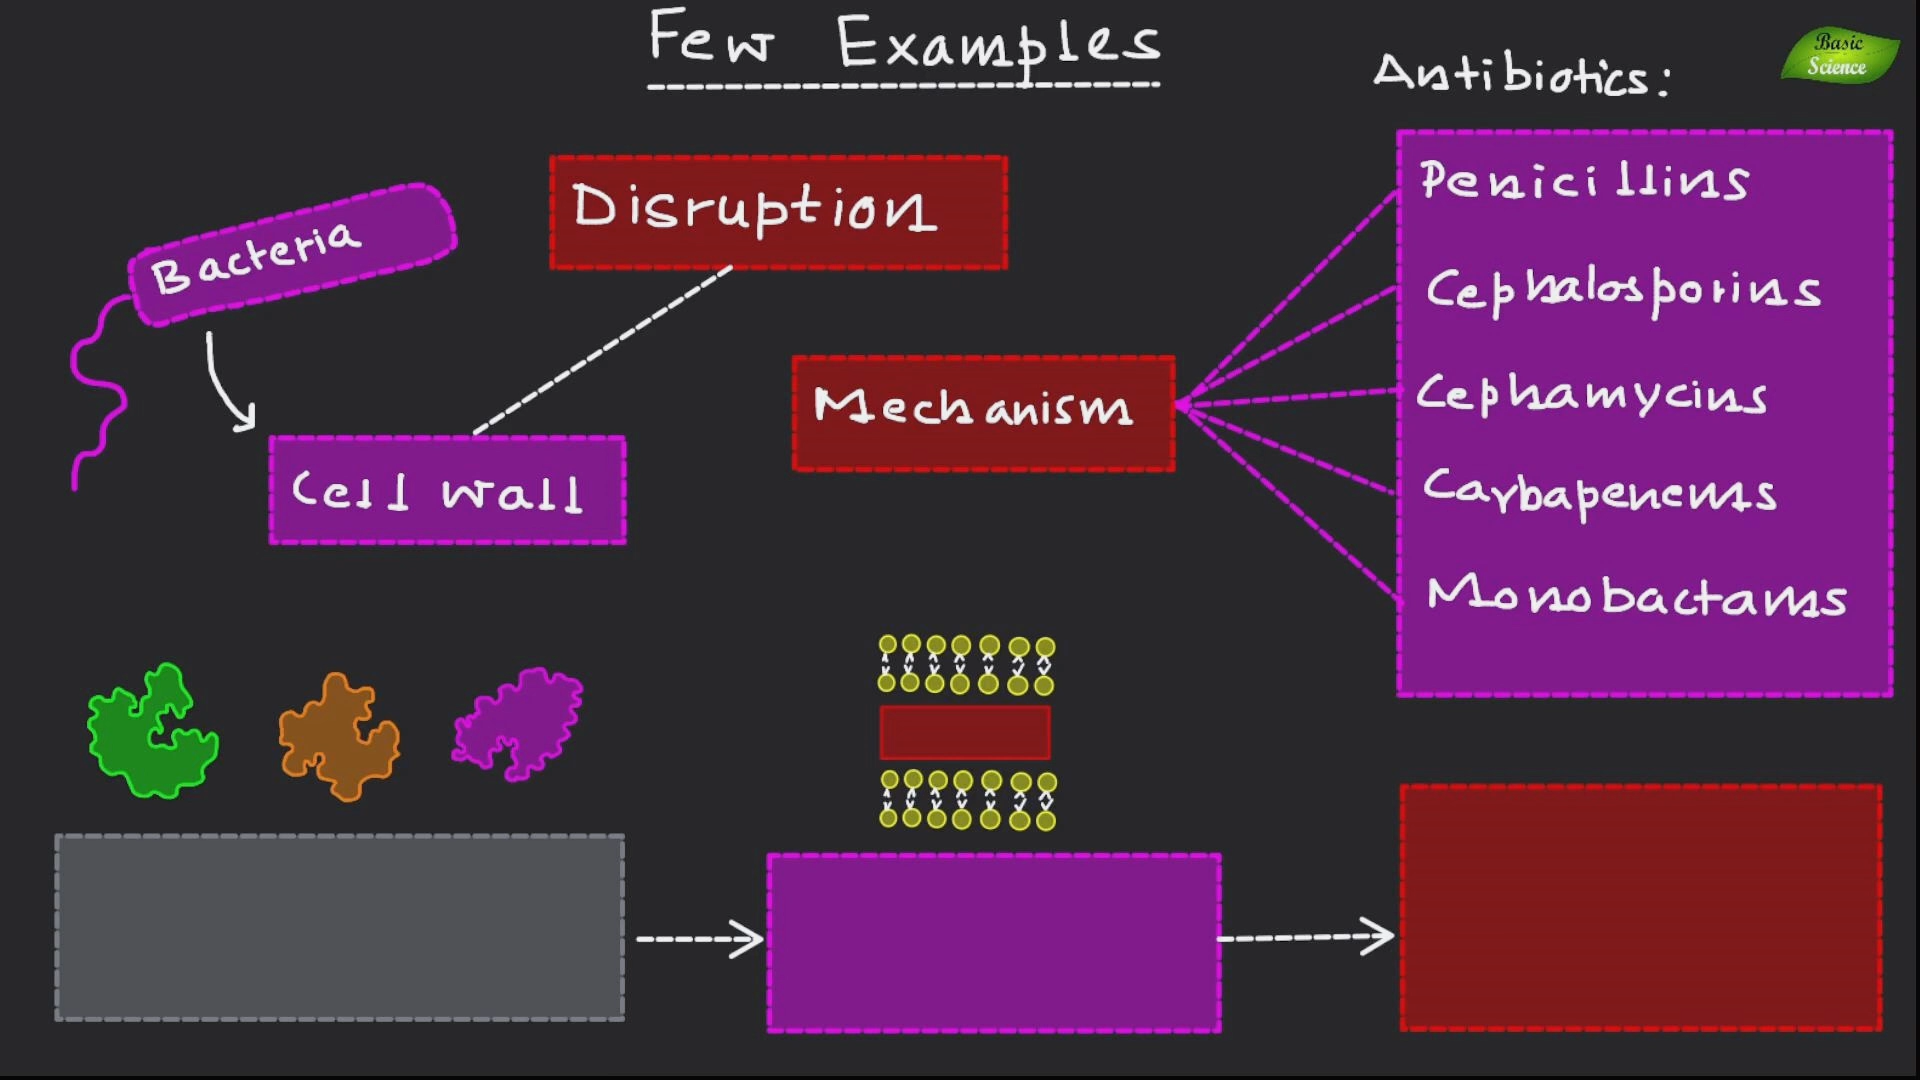 Few Examples
Basic
Science
Antibiotics:
Bacteria
Disruption
Cell wall
Mechanism
Penicillins
Cephalosporins
Cephamycins
Carbapenems
Monobactams